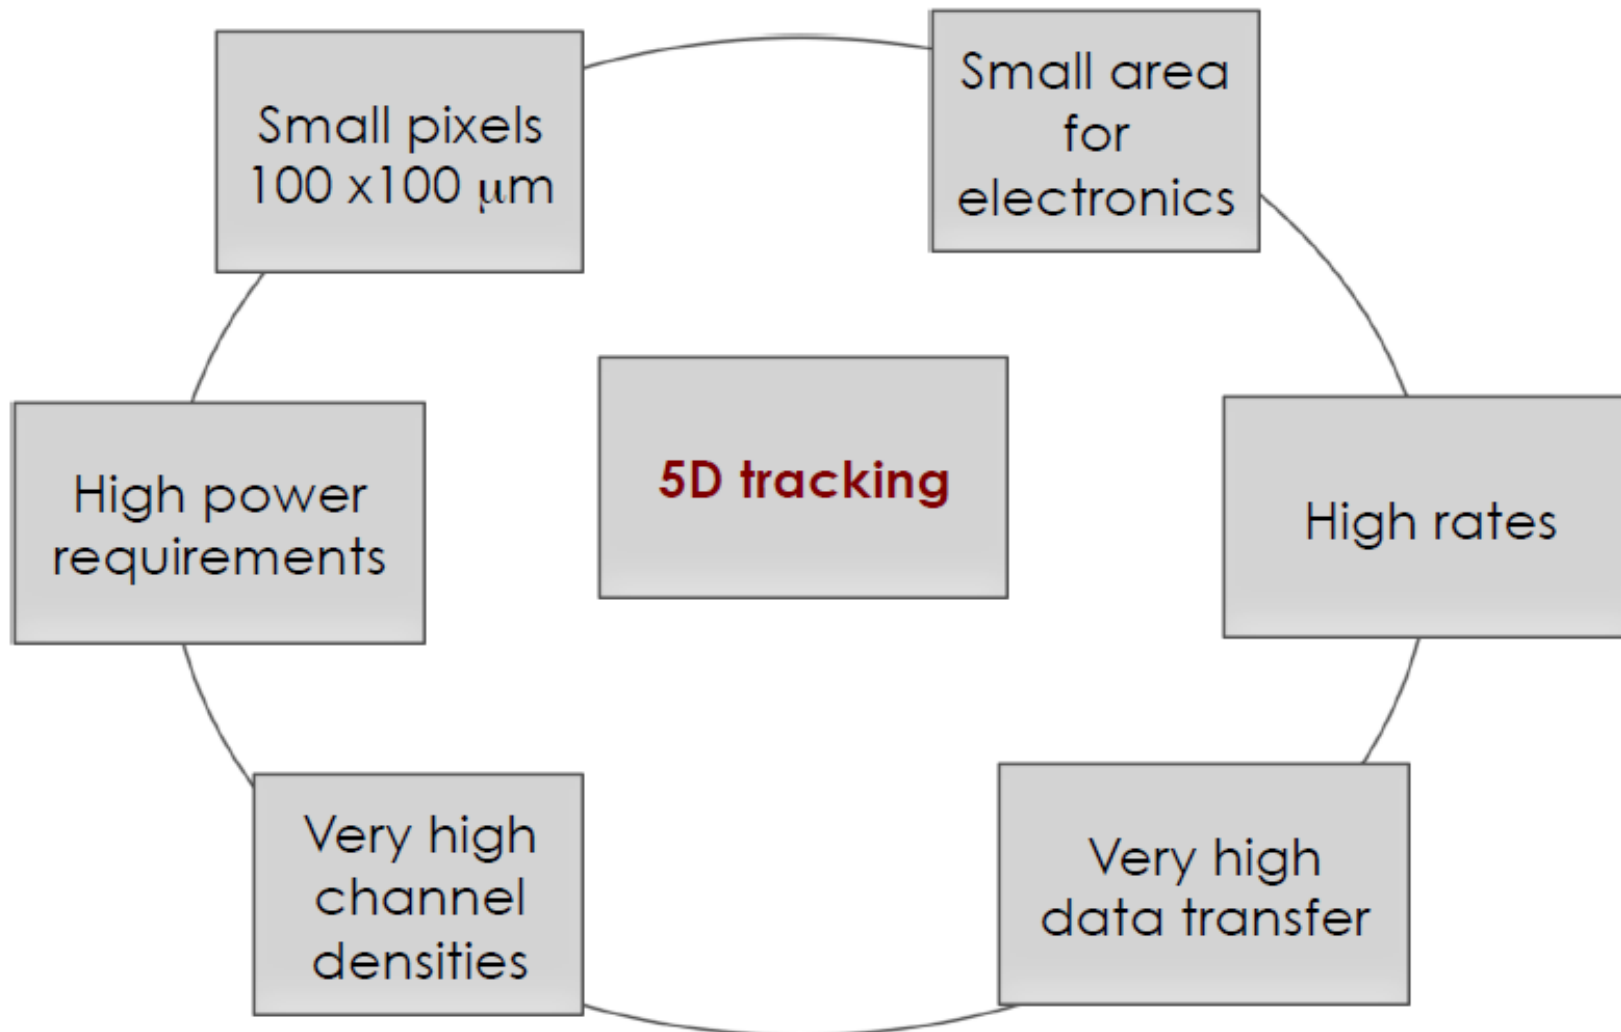 Small pixels
100 x100 μm
Small area
for
electronics
5D tracking
High power
requirements
High rates
Very high
channel
densities
Very high
data transfer